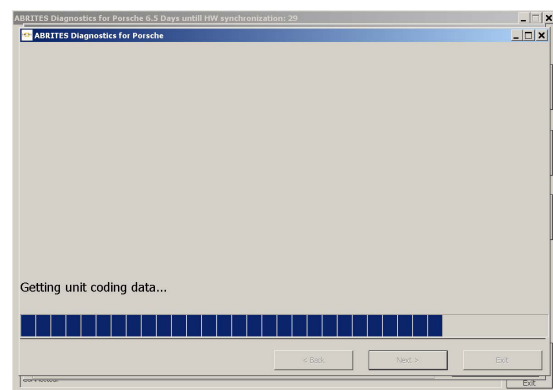 ABRITES Diagnostics for Porsche 6.5 Days untill HW synchronization: 29
ABRITES Diagnostics for Porsche
Getting unit coding data...
< Back
Next >
Exit
Exit